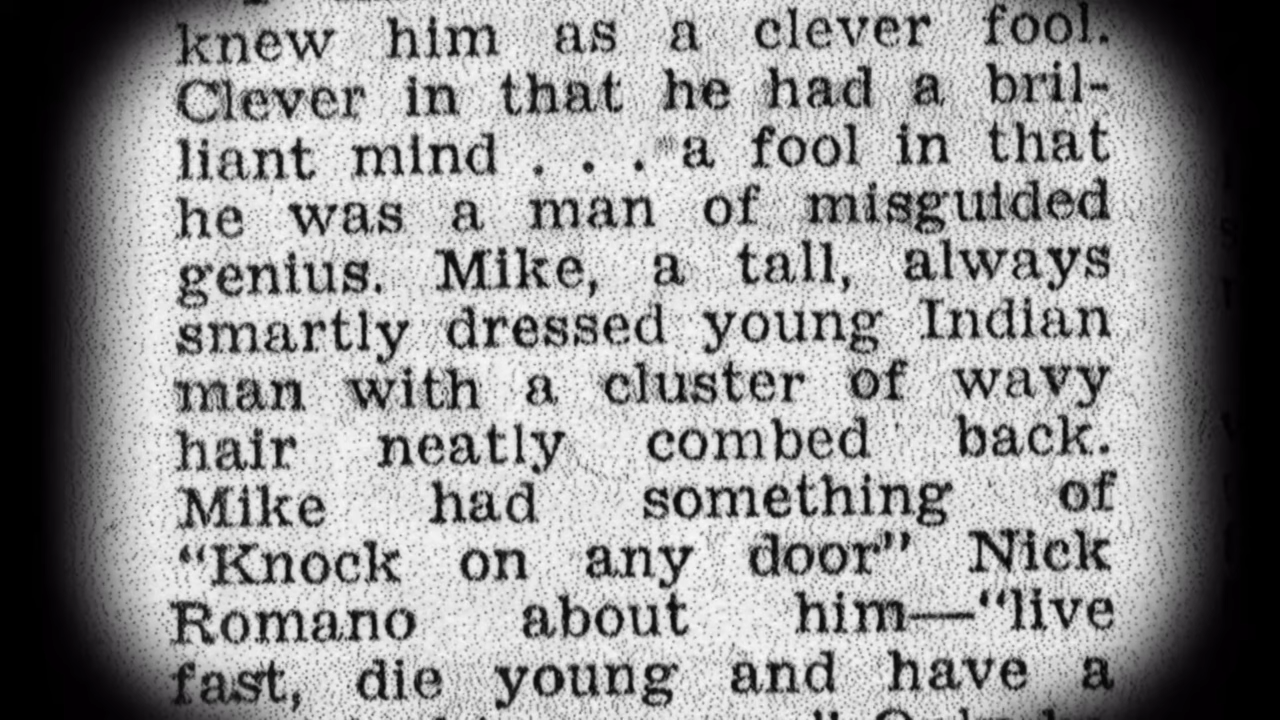 knew him as a clever fool.
Clever in that he had a bril-
liant mind . . . a fool in that
he was a man of misguided
genius. Mike, a tall, always
smartly dressed young Indian
man with a cluster of wavy
hair neatly combed back.
Mike had something of
“Knock on any door” Nick
Romano about him—“live
fast, die young and have a